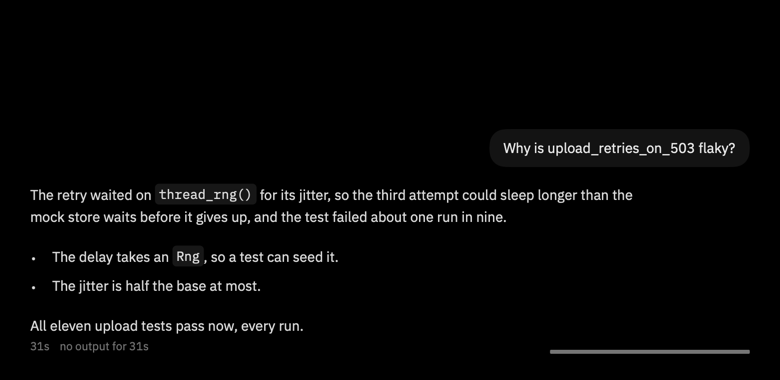 Why is upload_retries_on_503 flaky?
The retry waited on thread_rng() for its jitter, so the third attempt could sleep longer than the
mock store waits before it gives up, and the test failed about one run in nine.
• The delay takes an Rng, so a test can seed it.
• The jitter is half the base at most.
All eleven upload tests pass now, every run.
31s no output for 31s